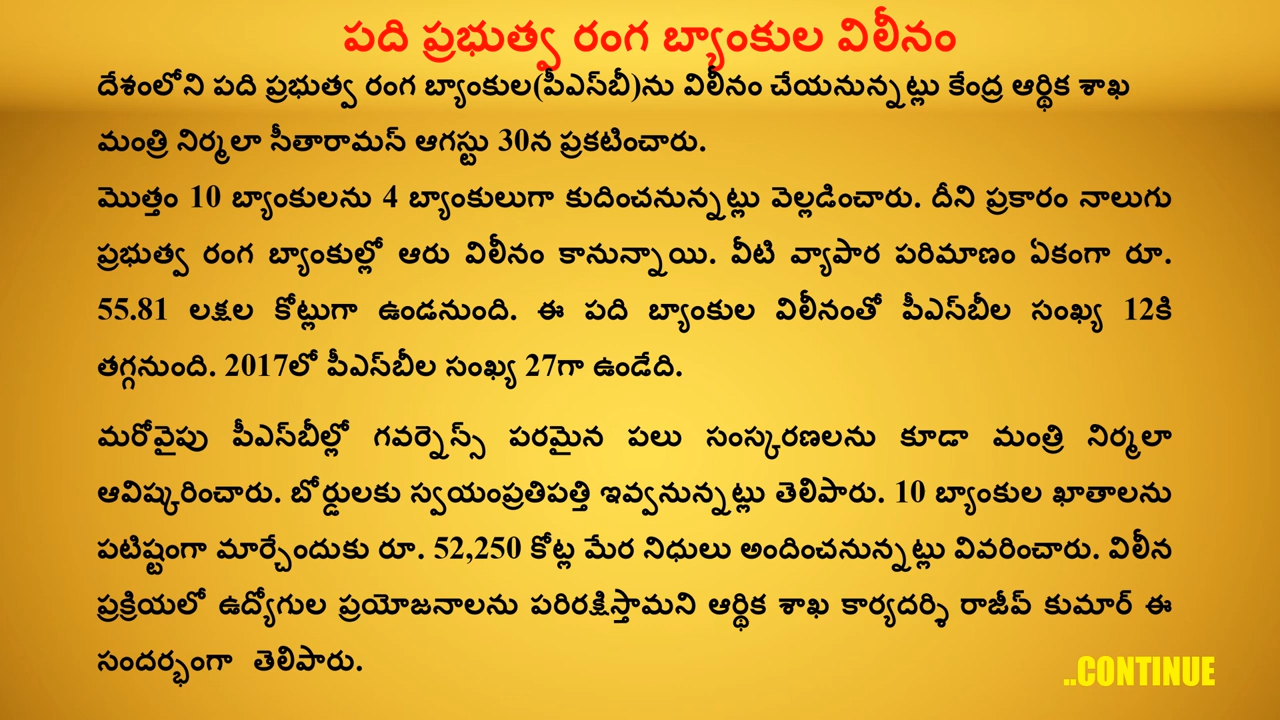 పది ప్రభుత్వ రంగ బ్యాంకుల విలీనం
దేశంలోని పది ప్రభుత్వ రంగ బ్యాంకుల(పీఎస్‌బీ)ను విలీనం చేయనున్నట్లు కేంద్ర ఆర్థిక శాఖ
మంత్రి నిర్మలా సీతారామస్ ఆగస్టు 30న ప్రకటించారు.
మొత్తం 10 బ్యాంకులను 4 బ్యాంకులుగా కుదించనున్నట్లు వెల్లడించారు. దీని ప్రకారం నాలుగు
ప్రభుత్వ రంగ బ్యాంకుల్లో ఆరు విలీనం కానున్నాయి. వీటి వ్యాపార పరిమాణం ఏకంగా రూ.
55.81 లక్షల కోట్లుగా ఉండనుంది. ఈ పది బ్యాంకుల విలీనంతో పీఎస్‌బీల సంఖ్య 12కి
తగ్గనుంది. 2017లో పీఎస్‌బీల సంఖ్య 27గా ఉండేది.
మరోవైపు పీఎస్‌బీల్లో గవర్నెన్స్ పరమైన పలు సంస్కరణలను కూడా మంత్రి నిర్మలా
ఆవిష్కరించారు. బోర్డులకు స్వయంప్రతిపత్తి ఇవ్వనున్నట్లు తెలిపారు. 10 బ్యాంకుల ఖాతాలను
పటిష్టంగా మార్చేందుకు రూ. 52,250 కోట్ల మేర నిధులు అందించనున్నట్లు వివరించారు. విలీన
ప్రక్రియలో ఉద్యోగుల ప్రయోజనాలను పరిరక్షిస్తామని ఆర్థిక శాఖ కార్యదర్శి రాజీప్ కుమార్ ఈ
సందర్భంగా తెలిపారు.
..CONTINUE